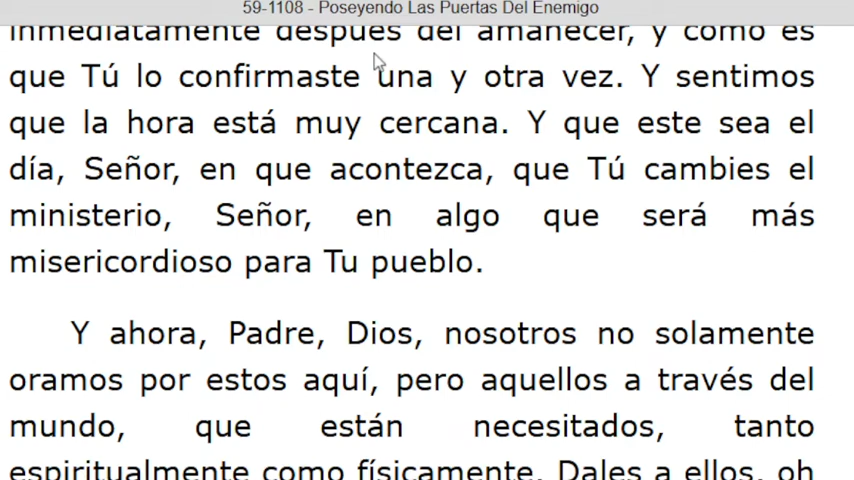 59-1108 - Poseyendo Las Puertas Del Enemigo
inmediatamente después del amanecer, y cómo es
que Tú lo confirmaste una y otra vez. Y sentimos
que la hora está muy cercana. Y que este sea el
día, Señor, en que acontezca, que Tú cambies el
ministerio, Señor, en algo que será más
misericordioso para Tu pueblo.
Y ahora, Padre, Dios, nosotros no solamente
oramos por estos aquí, pero aquellos a través del
mundo, que están necesitados, tanto
espiritualmente como físicamente. Dales a ellos, oh